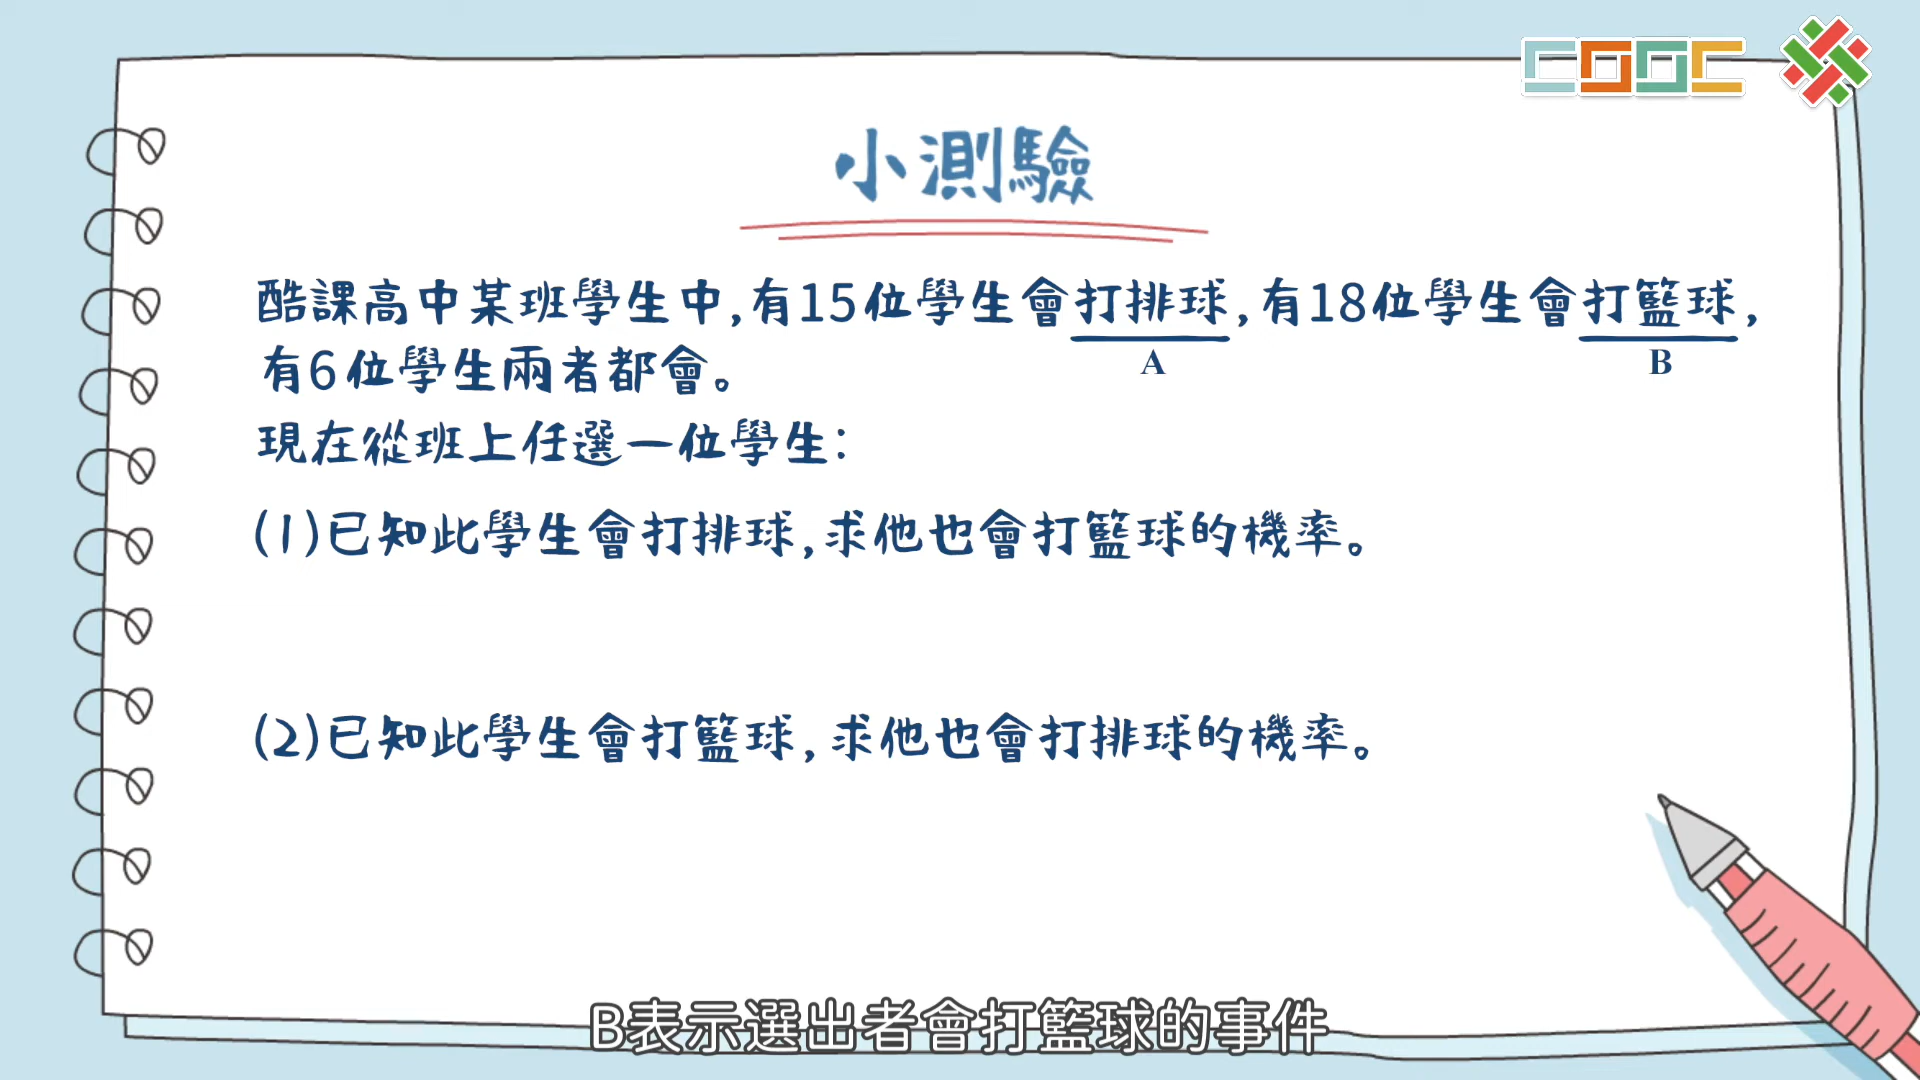 COOC
小測驗
酷課高中某班學生中,有15位學生會打排球,有18位學生會打籃球,
A
B
有6位學生兩者都會。
現在從班上任選一位學生:
(1)已知此學生會打排球,求他也會打籃球的機率。
(2)已知此學生會打籃球,求他也會打排球的機率。
B表示選出者會打籃球的事件